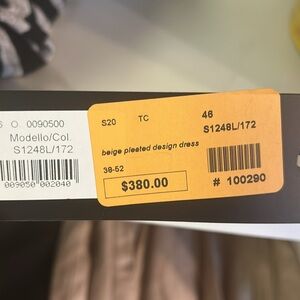 O 0090500
Modello/Col.
S1248L/172
009050 002040
S20 TC 46
S1248L/172
beige pleeted design dress
38-52
$380.00
# 100290